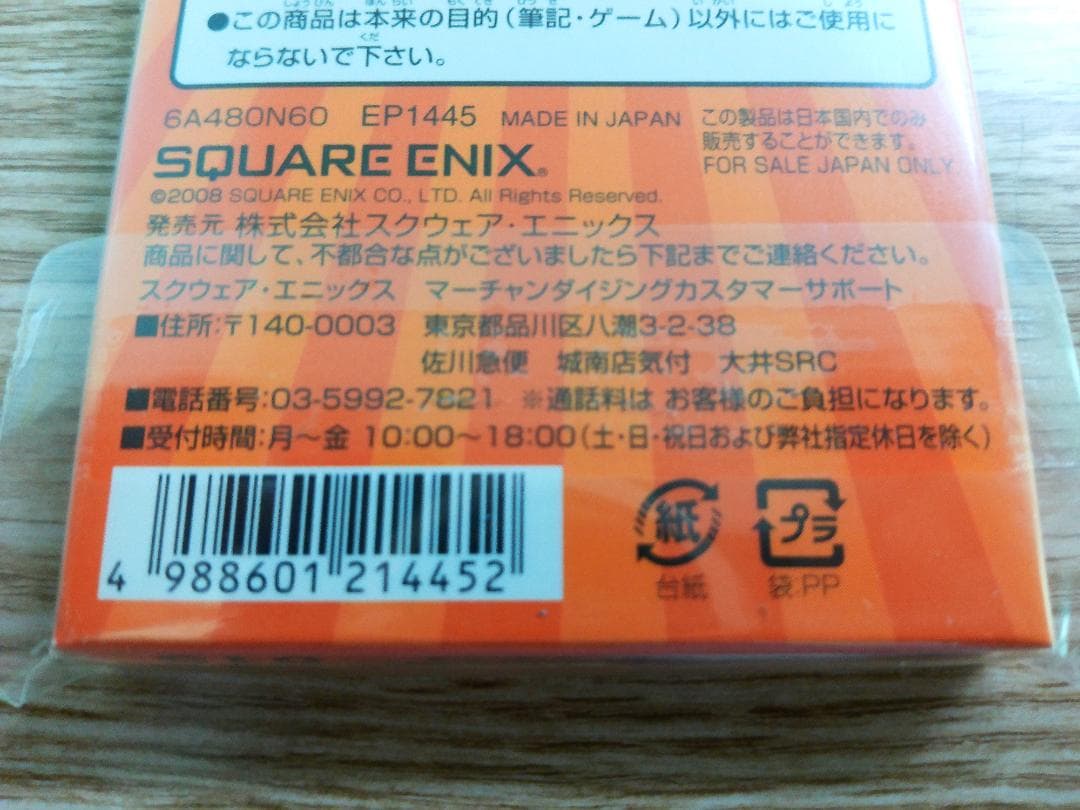 ●この商品は本来の目的(筆記・ゲーム)以外にはご使用に
ならないで下さい。
6A480N60 EP1445 MADE IN JAPAN
この製品は日本国内でのみ
販売することができます。
FOR SALE JAPAN ONLY
SQUARE ENIX®
©2008 SQUARE ENIX CO., LTD. All Rights Reserved.
発売元 株式会社スクウェア・エニックス
商品に関して、不都合な点がございましたら下記までご連絡ください。
スクウェア・エニックス マーチャンダイジングカスタマーサポート
■住所:〒140-0003 東京都品川区八潮3-2-38
佐川急便 城南店気付 大井SRC
■電話番号:03-5992-7821 ※通話料は お客様のご負担になります。
■受付時間:月〜金 10:00〜18:00(土・日・祝日および弊社指定休日を除く)
4 988601 214452
紙
台紙
プラ
袋:PP